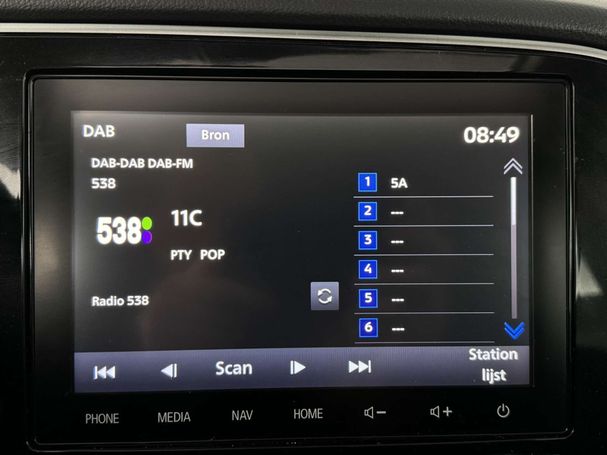 DAB
Bron
08:49
DAB-DAB DAB-FM
538
538
11C
PTY POP
Radio 538
1 5A
2 ---
3 ---
4 ---
5 ---
6 ---
Scan
Station
lijst
PHONE
MEDIA
NAV
HOME